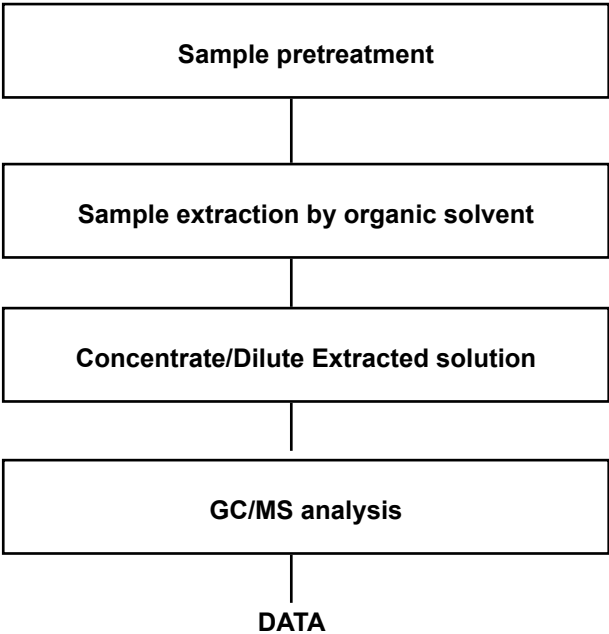 Sample pretreatment
Sample extraction by organic solvent
Concentrate/Dilute Extracted solution
GC/MS analysis
DATA